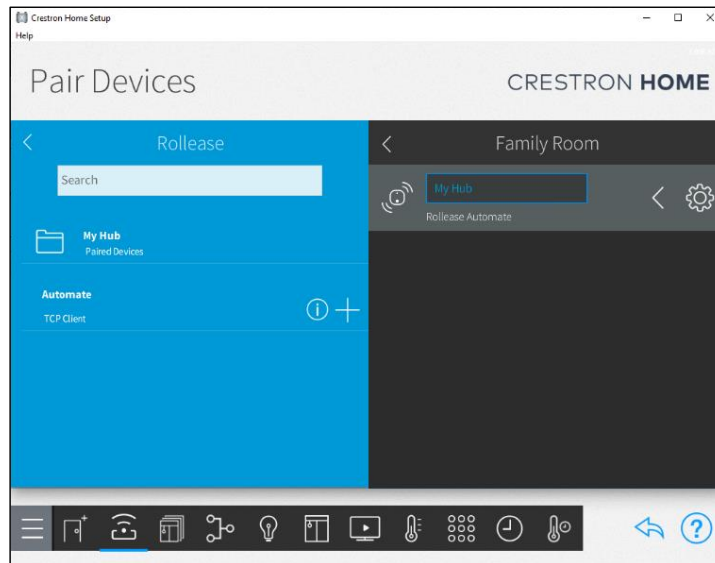 Crestron Home Setup
Help
Pair Devices
CRESTRON HOME
Rollease
Family Room
Search
My Hub
Rollease Automate
My Hub
Paired Devices
Automate
TCP Client